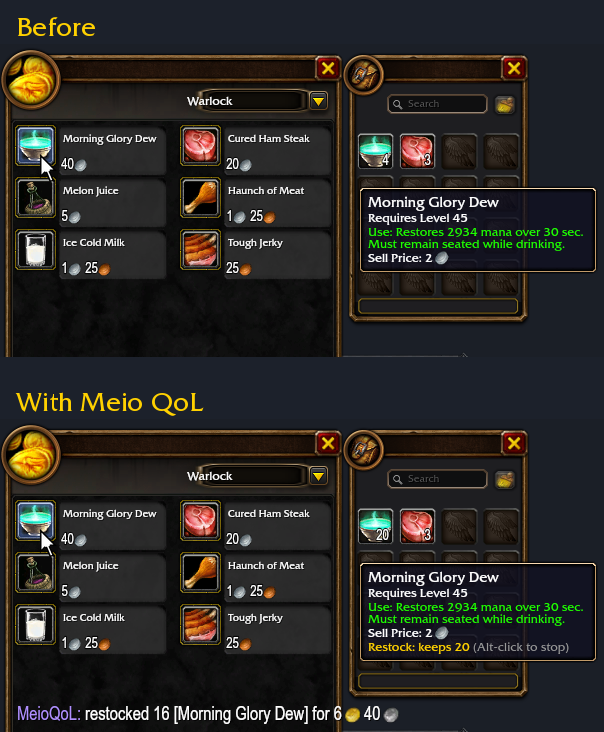 Before
Warlock
Search
Morning Glory Dew
40
Cured Ham Steak
20
4
3
Melon Juice
5
Haunch of Meat
1 25
Ice Cold Milk
1 25
Tough Jerky
25
Morning Glory Dew
Requires Level 45
Use: Restores 2934 mana over 30 sec.
Must remain seated while drinking.
Sell Price: 2
With Meio QoL
Warlock
Search
Morning Glory Dew
40
Cured Ham Steak
20
20
3
Melon Juice
5
Haunch of Meat
1 25
Ice Cold Milk
1 25
Tough Jerky
25
Morning Glory Dew
Requires Level 45
Use: Restores 2934 mana over 30 sec.
Must remain seated while drinking.
Sell Price: 2
Restock: keeps 20 (Alt-click to stop)
MeioQoL: restocked 16 [Morning Glory Dew] for 6 40